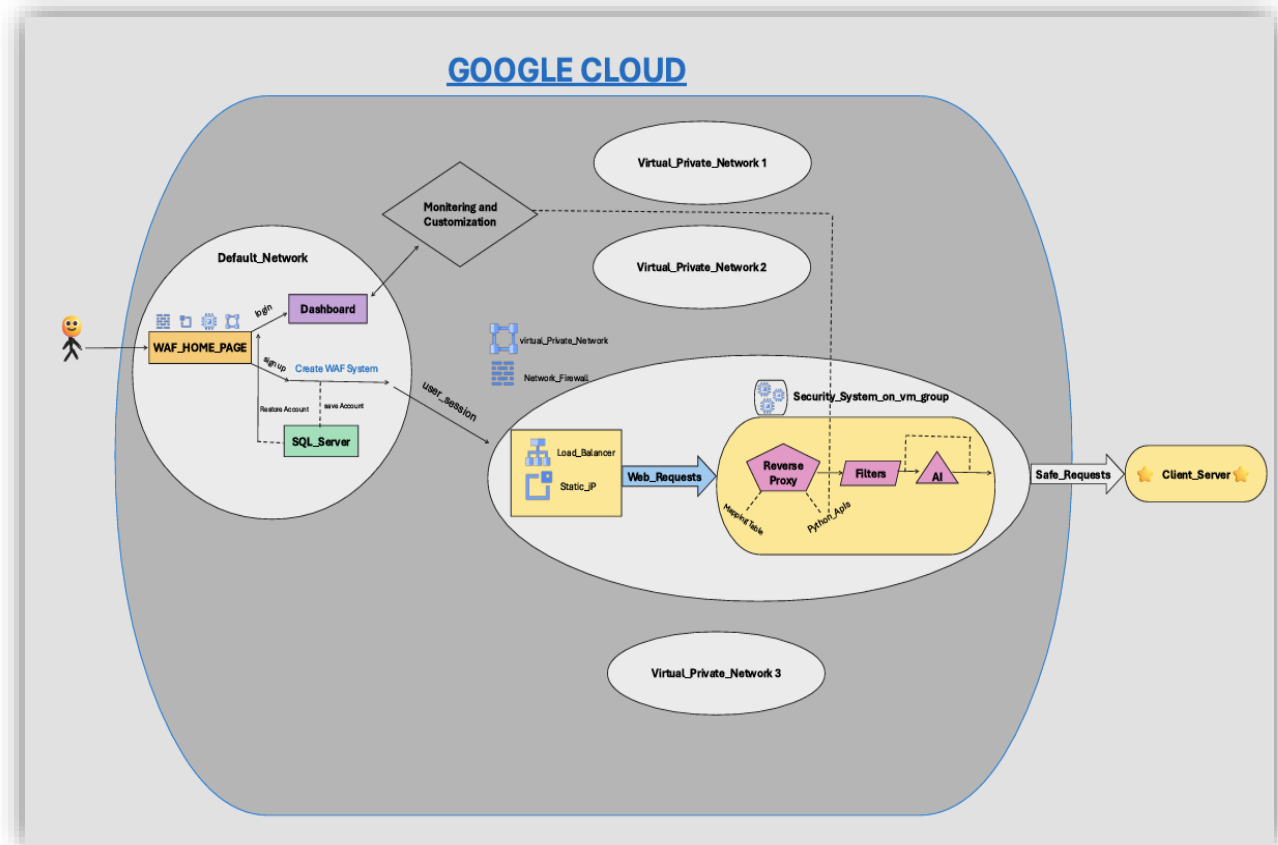 GOOGLE CLOUD
Virtual_Private_Network 1
Monitering and
Customization
Default_Network
Virtual_Private_Network 2
login
Dashboard
WAF_HOME_PAGE
sign up
Create WAF System
Restore Account
save Account
SQL_Server
user_session
virtual_Private_Network
Network_Firewall
Security_System_on_vm_group
Load_Balancer
Static_iP
Web_Requests
Reverse
Proxy
Filters
AI
Mapping Table
Python_Apis
Safe_Requests
Client_Server
Virtual_Private_Network 3